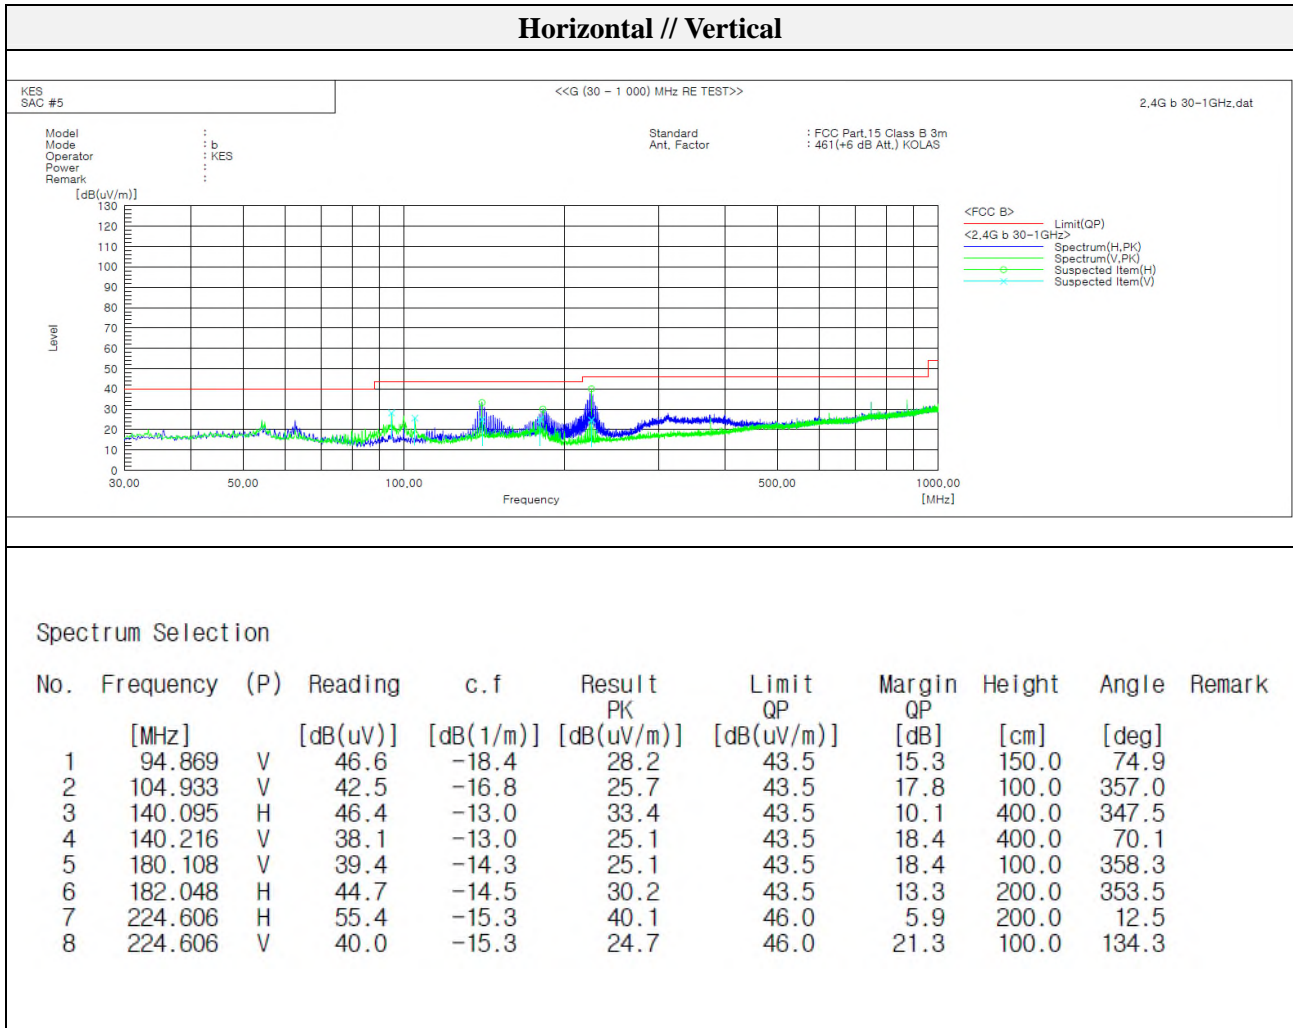 Horizontal // Vertical
KES
SAC #5
<<G (30 - 1 000) MHz RE TEST>>
2,4G b 30-1GHz,dat
Model :
Mode : b
Operator : KES
Power :
Remark :
Standard : FCC Part,15 Class B 3m
Ant, Factor : 461(+6 dB Att,) KOLAS
[dB(uV/m)]
130
120
110
100
90
80
70
60
50
40
30
20
10
0
Level
30,00 50,00 100,00 500,00 1000,00
Frequency [MHz]
<FCC B>
Limit(QP)
<2,4G b 30-1GHz>
Spectrum(H,PK)
Spectrum(V,PK)
Suspected Item(H)
Suspected Item(V)
Spectrum Selection
No. Frequency (P) Reading c.f Result Limit Margin Height Angle Remark
PK QP QP
[MHz] [dB(uV)] [dB(1/m)] [dB(uV/m)] [dB(uV/m)] [dB] [cm] [deg]
1 94.869 V 46.6 -18.4 28.2 43.5 15.3 150.0 74.9
2 104.933 V 42.5 -16.8 25.7 43.5 17.8 100.0 357.0
3 140.095 H 46.4 -13.0 33.4 43.5 10.1 400.0 347.5
4 140.216 V 38.1 -13.0 25.1 43.5 18.4 400.0 70.1
5 180.108 V 39.4 -14.3 25.1 43.5 18.4 100.0 358.3
6 182.048 H 44.7 -14.5 30.2 43.5 13.3 200.0 353.5
7 224.606 H 55.4 -15.3 40.1 46.0 5.9 200.0 12.5
8 224.606 V 40.0 -15.3 24.7 46.0 21.3 100.0 134.3